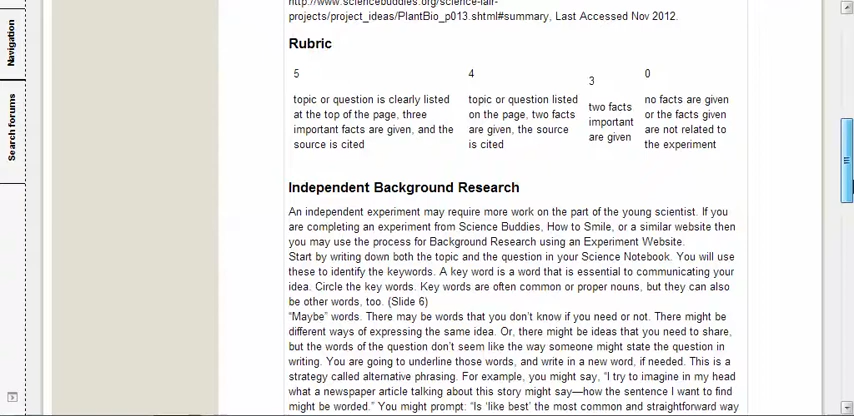 Navigation
Search forums
http://www.sciencebuddies.org/science-fair-
projects/project_ideas/PlantBio_p013.shtml#summary, Last Accessed Nov 2012.
Rubric
5
topic or question is clearly listed
at the top of the page, three
important facts are given, and the
source is cited
4
topic or question listed
on the page, two facts
are given, the source
is cited
3
two facts
important
are given
0
no facts are given
or the facts given
are not related to
the experiment
Independent Background Research
An independent experiment may require more work on the part of the young scientist. If you
are completing an experiment from Science Buddies, How to Smile, or a similar website then
you may use the process for Background Research using an Experiment Website.
Start by writing down both the topic and the question in your Science Notebook. You will use
these to identify the keywords. A key word is a word that is essential to communicating your
idea. Circle the key words. Key words are often common or proper nouns, but they can also
be other words, too. (Slide 6)
“Maybe” words. There may be words that you don’t know if you need or not. There might be
different ways of expressing the same idea. Or, there might be ideas that you need to share,
but the words of the question don’t seem like the way someone might state the question in
writing. You are going to underline those words, and write in a new word, if needed. This is a
strategy called alternative phrasing. For example, you might say, “I try to imagine in my head
what a newspaper article talking about this story might say—how the sentence I want to find
might be worded.” You might prompt: “Is ‘like best’ the most common and straightforward way